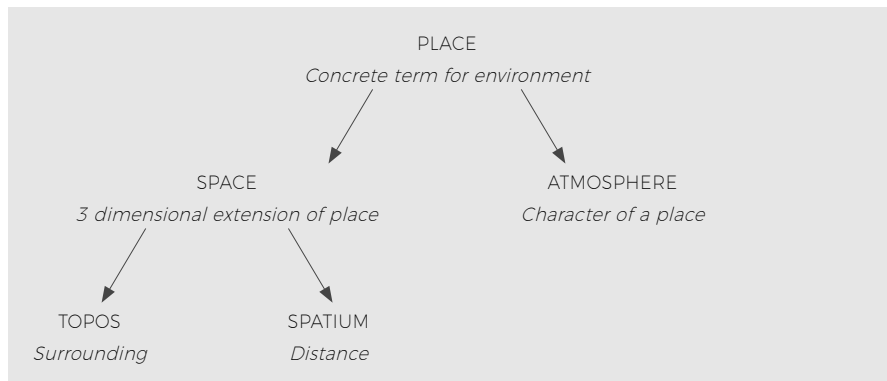 PLACE
Concrete term for environment
SPACE
ATMOSPHERE
3 dimensional extension of place
Character of a place
TOPOS
SPATIUM
Surrounding
Distance